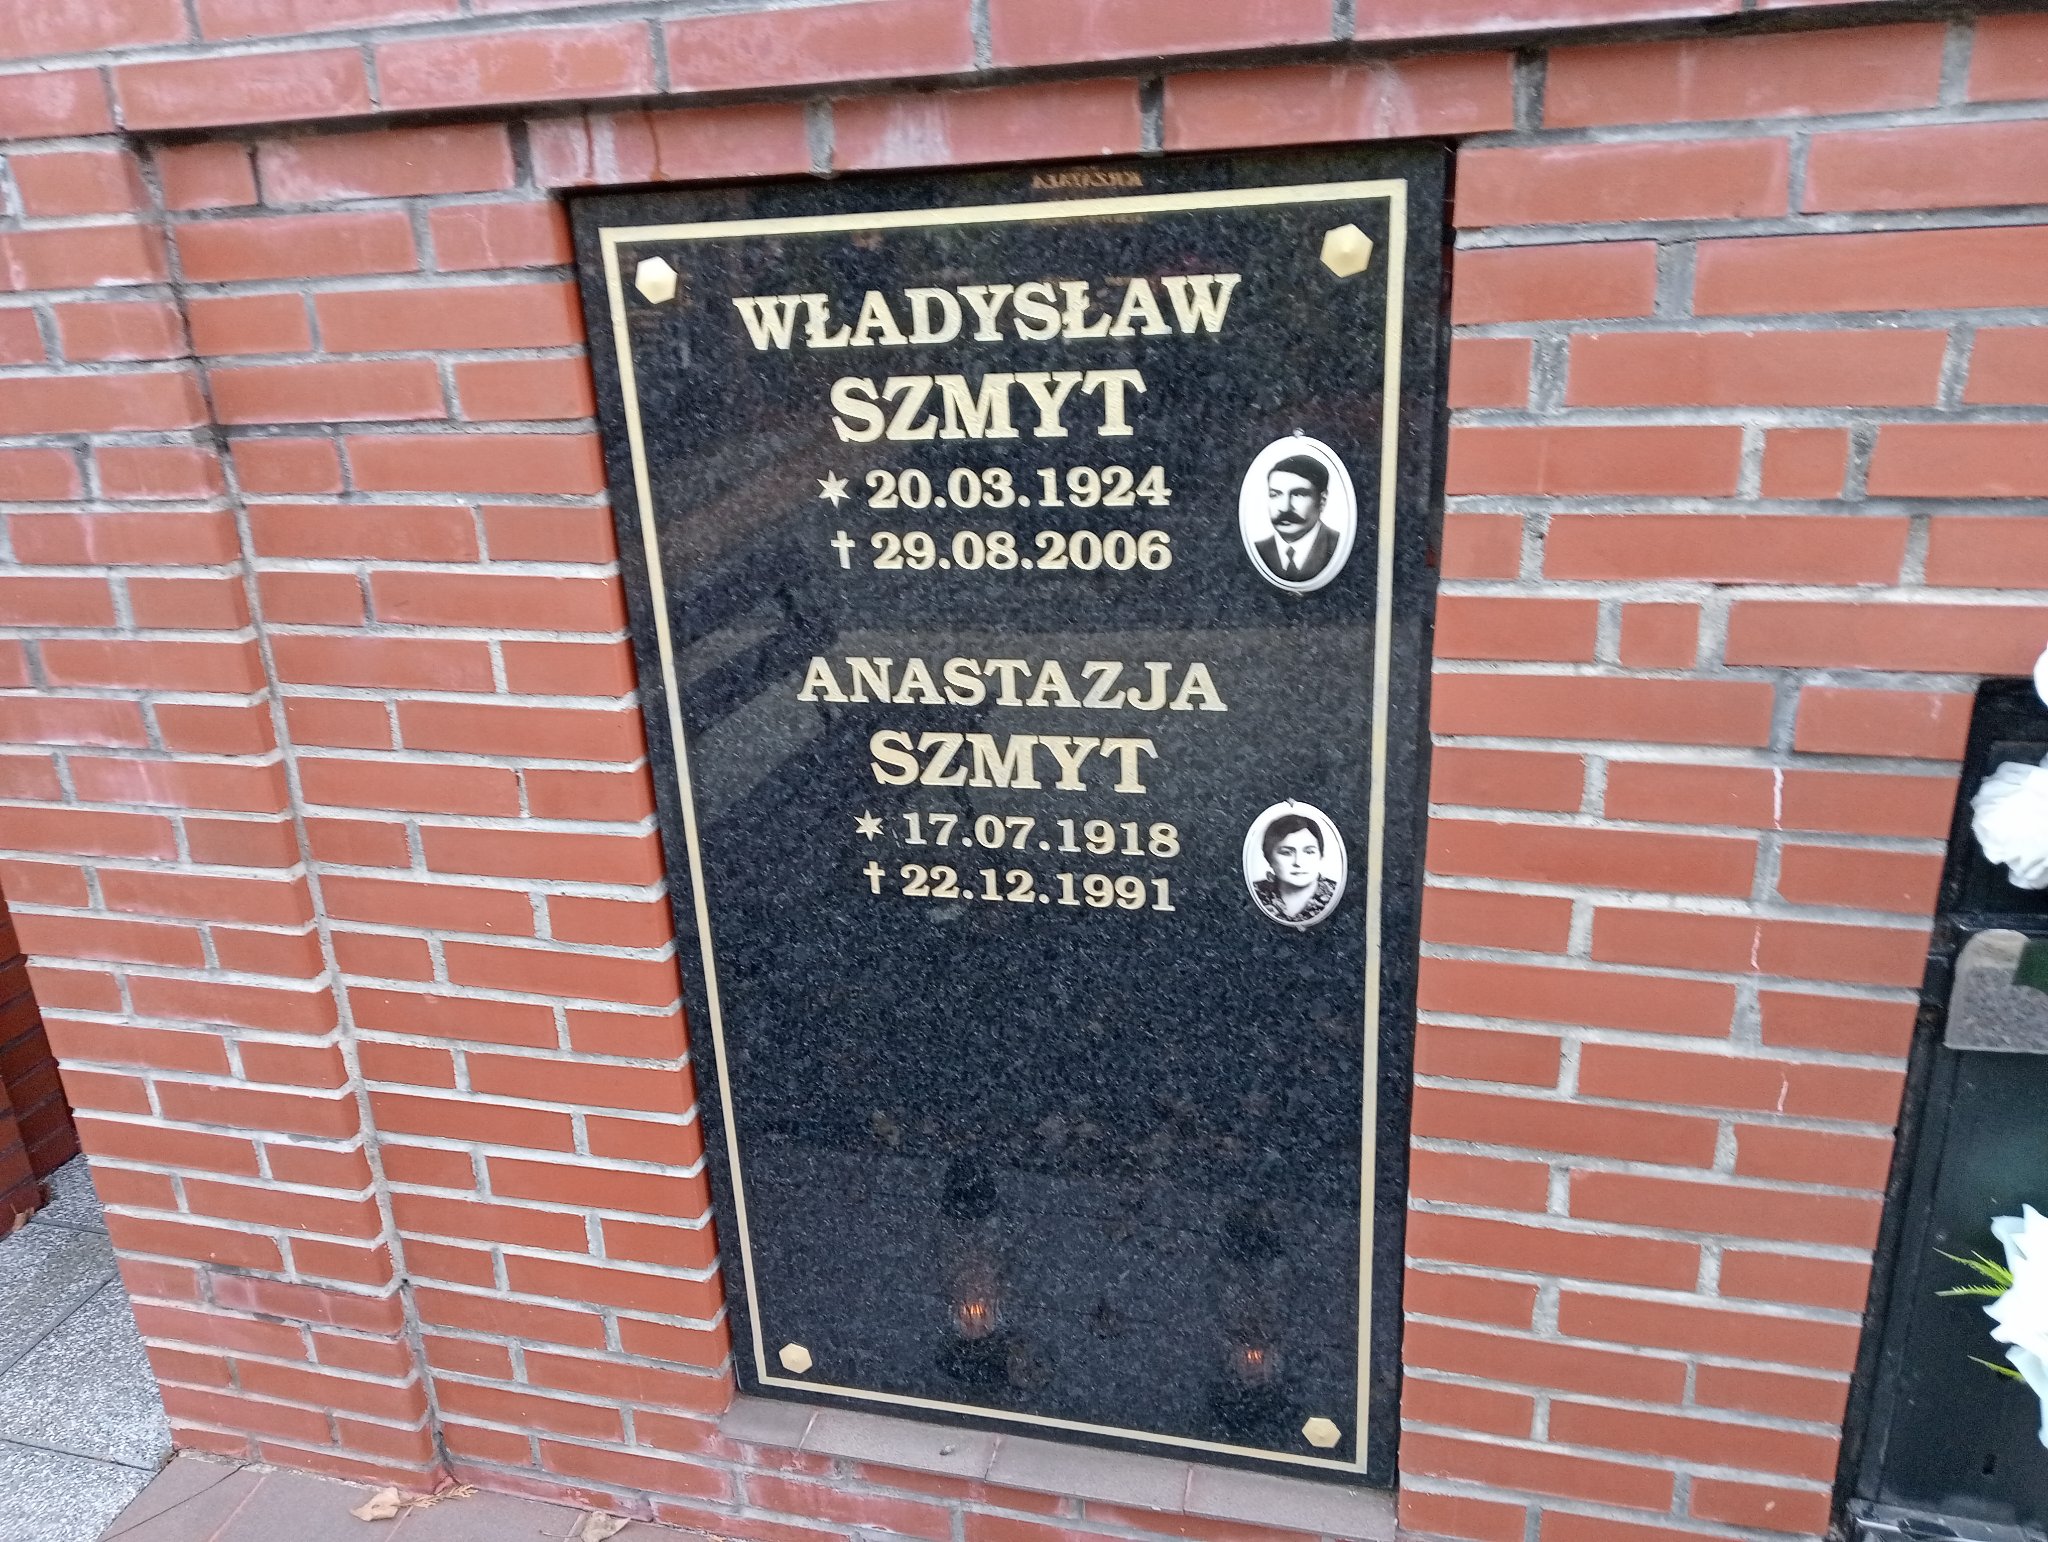 WŁADYSŁAW
SZMYT
* 20.03.1924
† 29.08.2006
ANASTAZJA
SZMYT
* 17.07.1918
† 22.12.1991